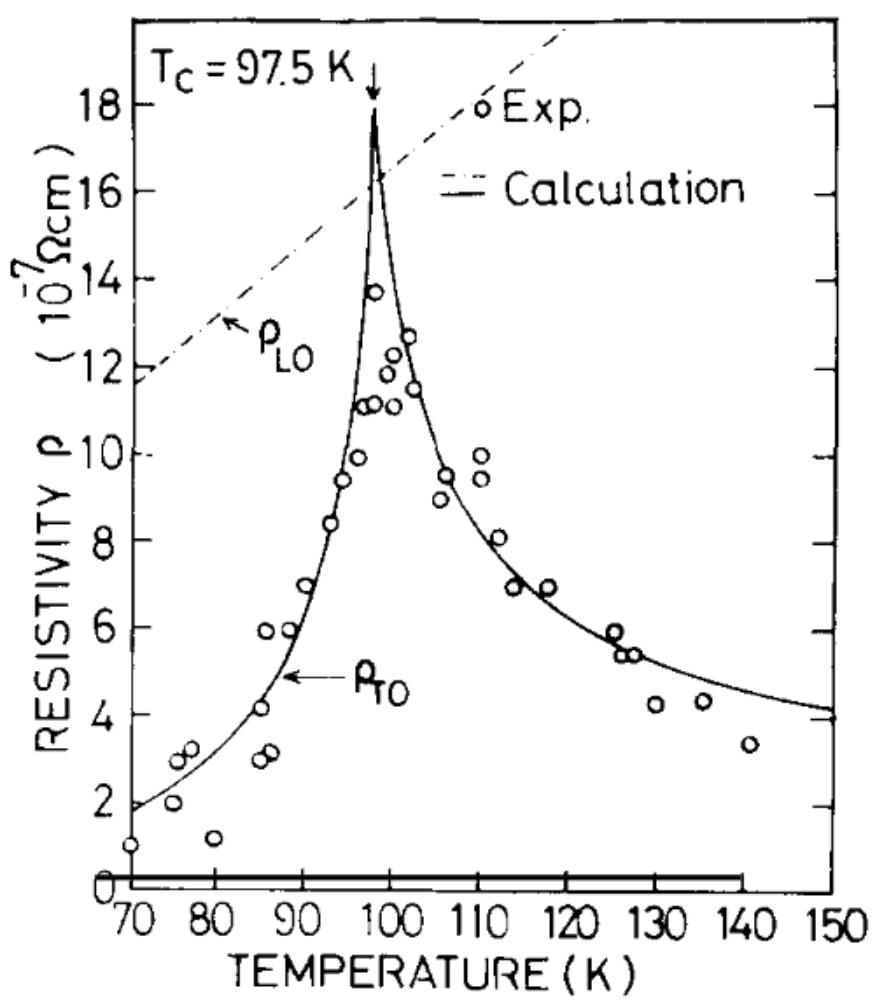 T_C = 97.5 K
Exp.
Calculation
ρ_LO
ρ_TO
RESISTIVITY ρ (10^-7 Ωcm)
18
16
14
12
10
8
6
4
2
0
70 80 90 100 110 120 130 140 150
TEMPERATURE (K)